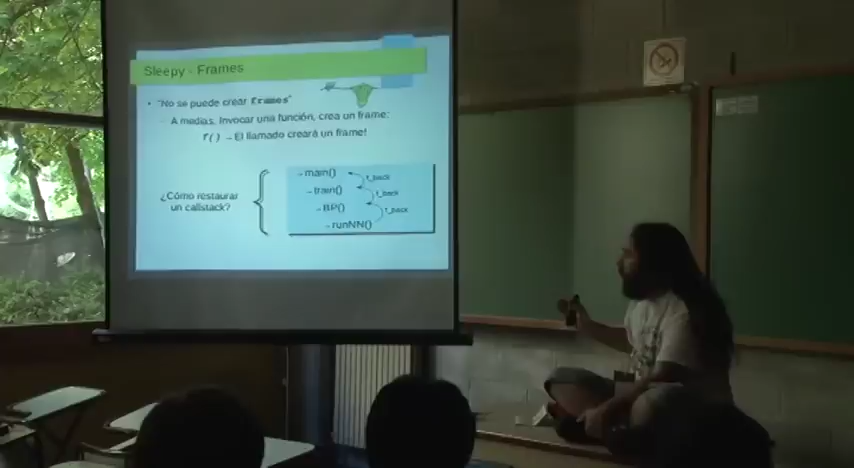 Sleepy - Frames
• "No se puede crear frames"
– A medias. Invocar una función, crea un frame:
f() → El llamado creará un frame!
¿Cómo restaurar
un callstack?
→ main()
f_back
→ train()
f_back
→ BP()
f_back
→ runNN()